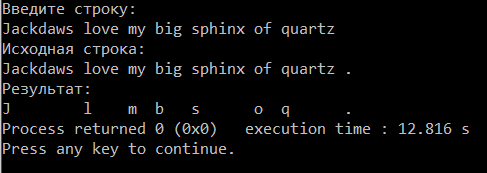 Введите строку:
Jackdaws love my big sphinx of quartz
Исходная строка:
Jackdaws love my big sphinx of quartz .
Результат:
J        l    m  b   s      o  q      .
Process returned 0 (0x0)   execution time : 12.816 s
Press any key to continue.